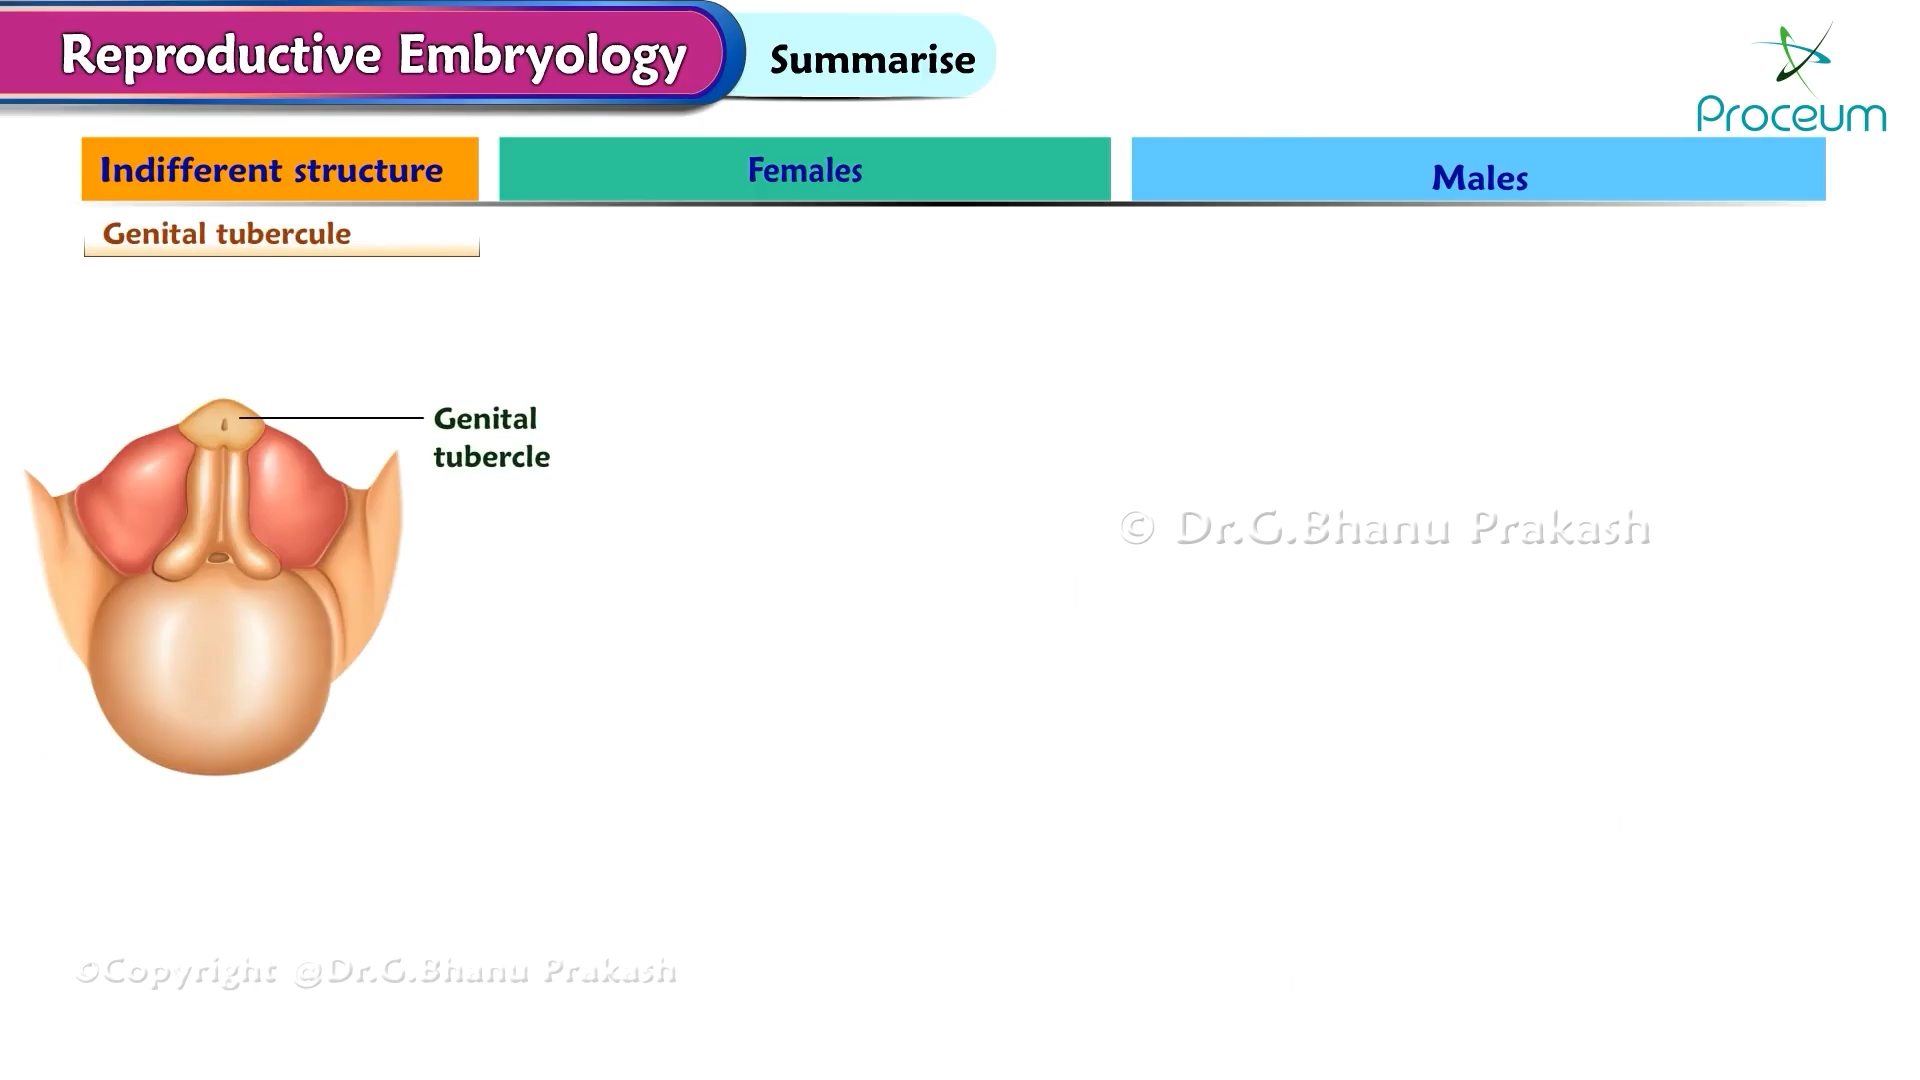 Reproductive Embryology
Summarise
Proceum
Indifferent structure
Females
Males
Genital tubercule
Genital
tubercle
© Dr.G.Bhanu Prakash
©Copyright @Dr.G.Bhanu Prakash